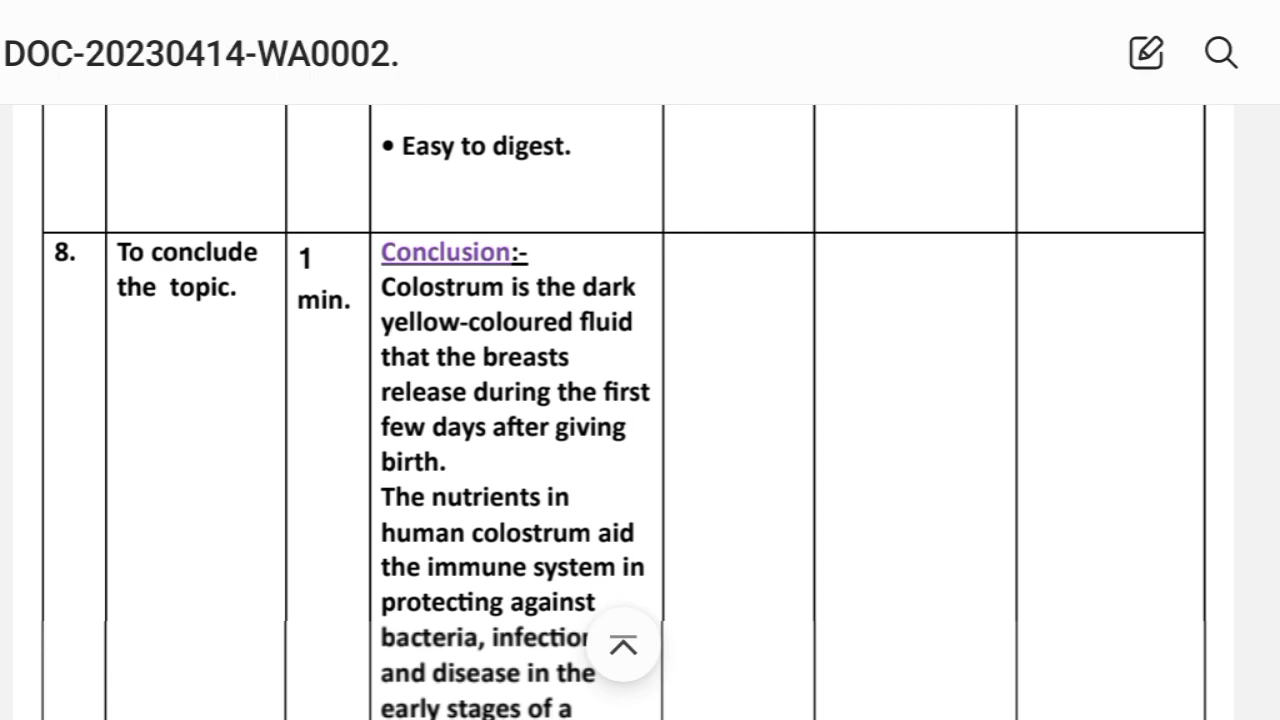 DOC-20230414-WA0002.
• Easy to digest.
8.
To conclude
the topic.
1
min.
Conclusion:-
Colostrum is the dark
yellow-coloured fluid
that the breasts
release during the first
few days after giving
birth.
The nutrients in
human colostrum aid
the immune system in
protecting against
bacteria,
and disease in the
early stages of a